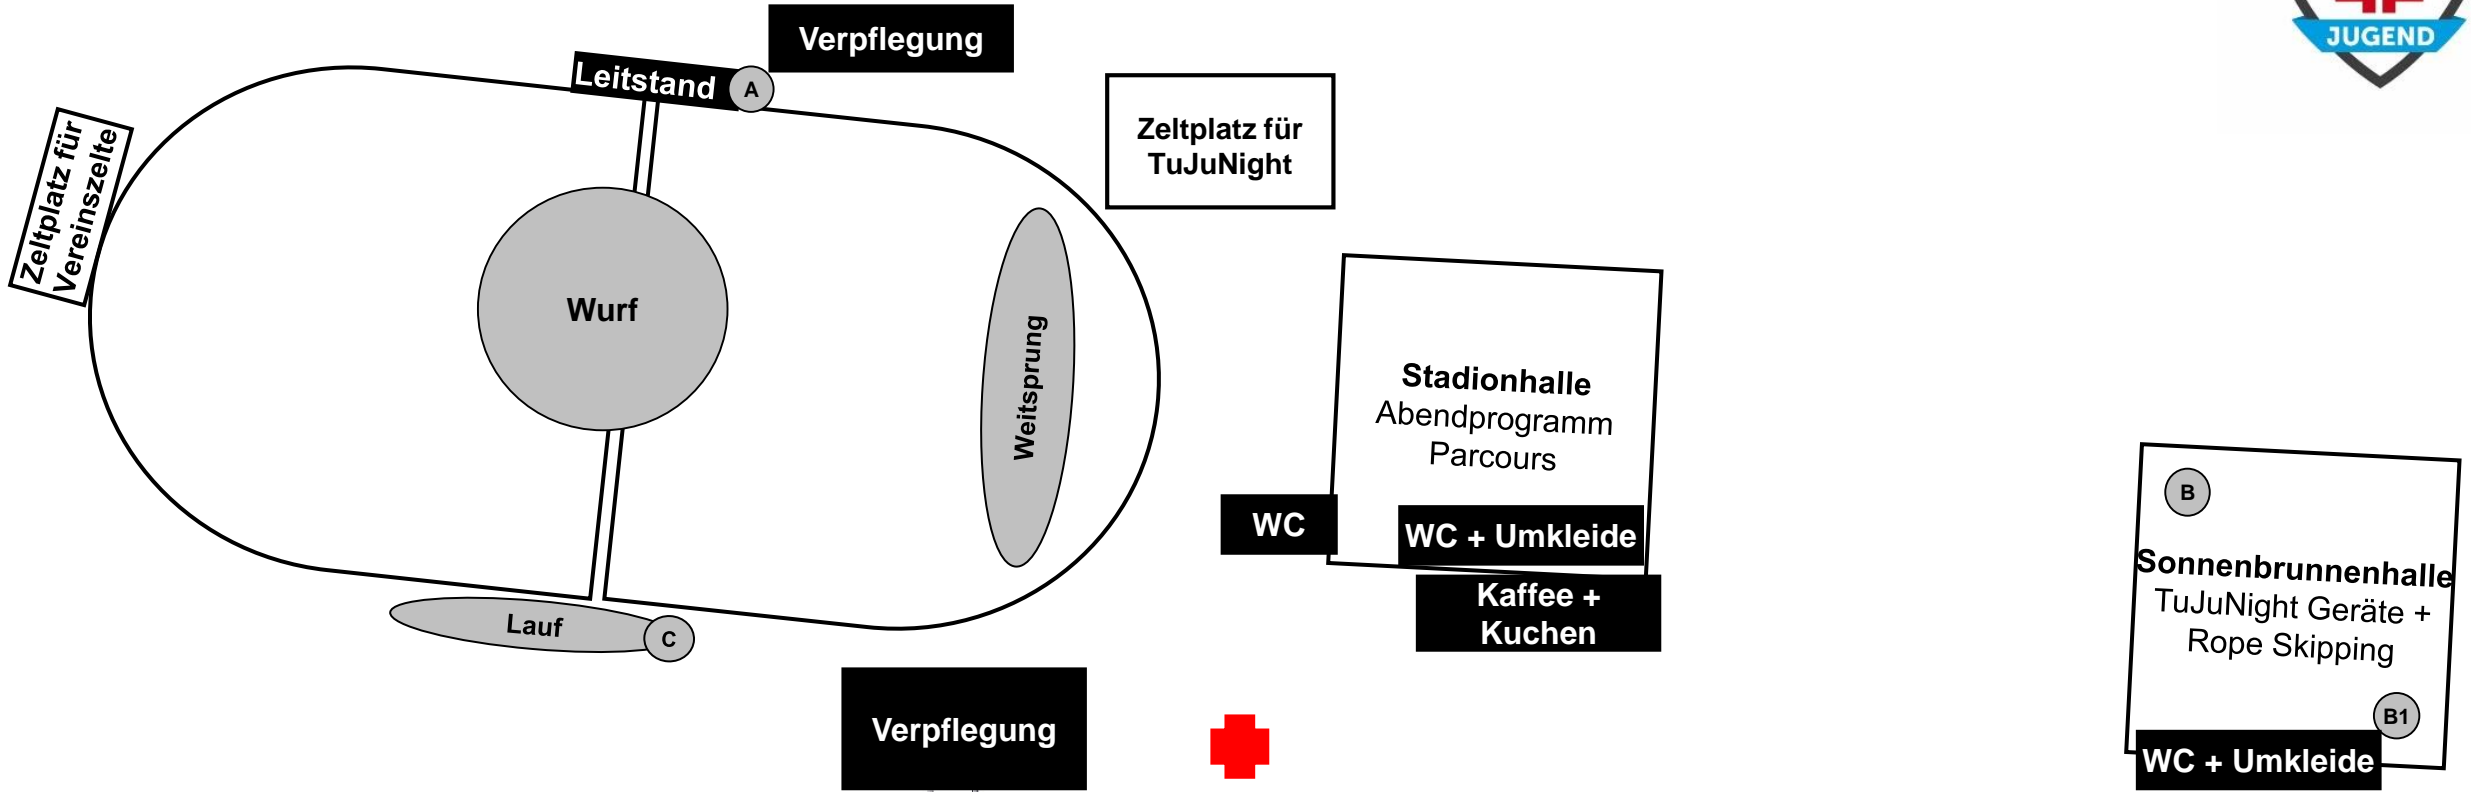 JUGEND
Verpflegung
Leitstand
A
Zeltplatz für
Vereinszelte
Zeltplatz für
TuJuNight
Wurf
Weitsprung
Stadionhalle
Abendprogramm
Parcours
WC
WC + Umkleide
Kaffee +
Kuchen
B
Sonnenbrunnenhalle
TuJuNight Geräte +
Rope Skipping
B1
WC + Umkleide
Lauf
C
Verpflegung